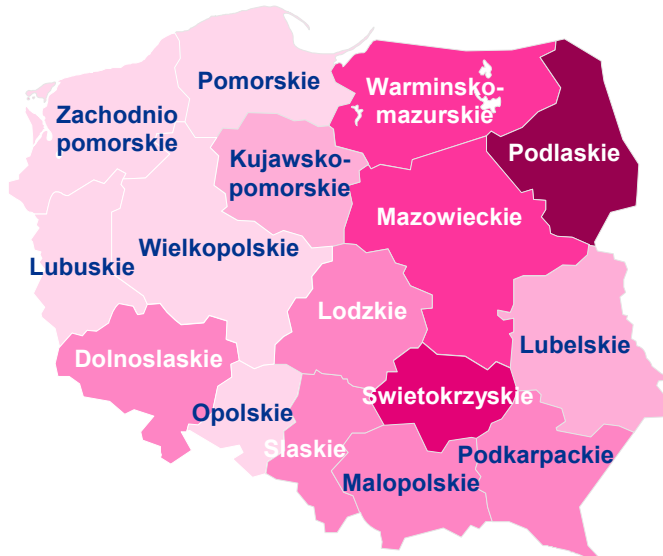 Pomorskie
Warminsko-
mazurskie
Zachodnio
pomorskie
Podlaskie
Kujawsko-
pomorskie
Mazowieckie
Wielkopolskie
Lubuskie
Lodzkie
Lubelskie
Dolnoslaskie
Swietokrzyskie
Opolskie
Slaskie
Podkarpackie
Malopolskie